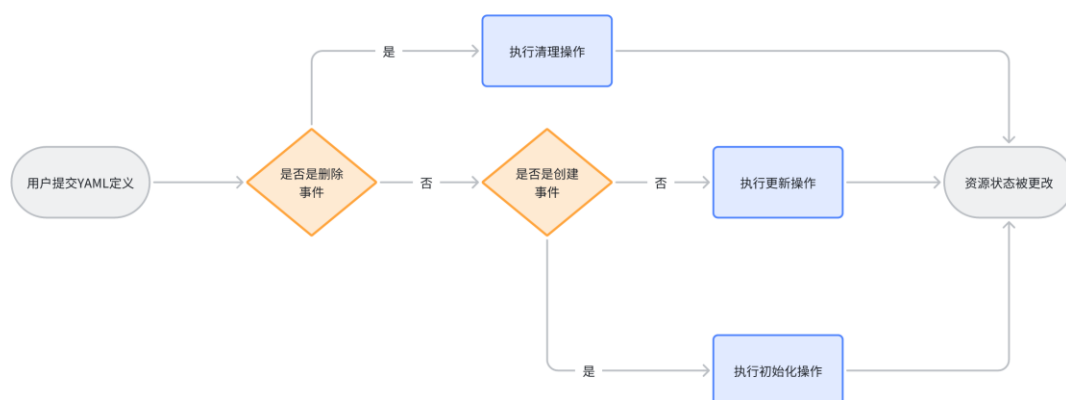 是
执行清理操作
用户提交YAML定义
是否是删除
事件
否
是否是创建
事件
否
执行更新操作
资源状态被更改
是
执行初始化操作